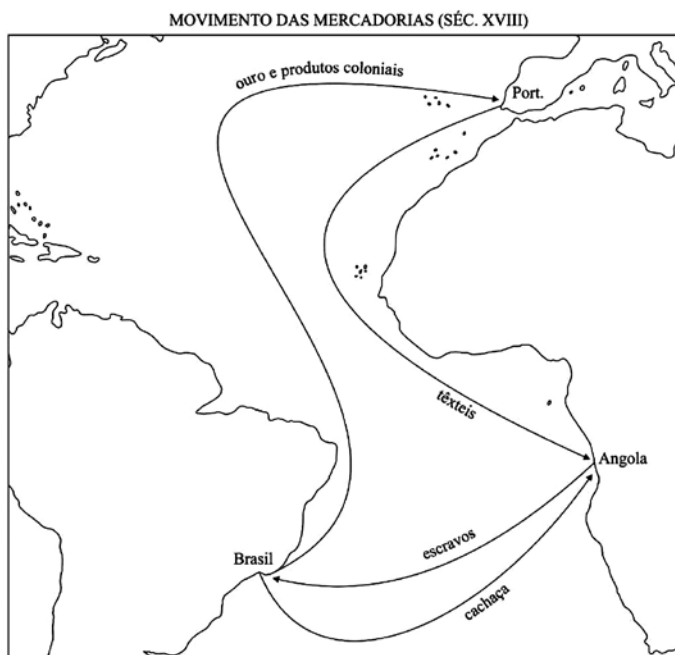 MOVIMENTO DAS MERCADORIAS (SÉC. XVIII)
ouro e produtos coloniais
Port.
têxteis
Angola
escravos
Brasil
cachaça